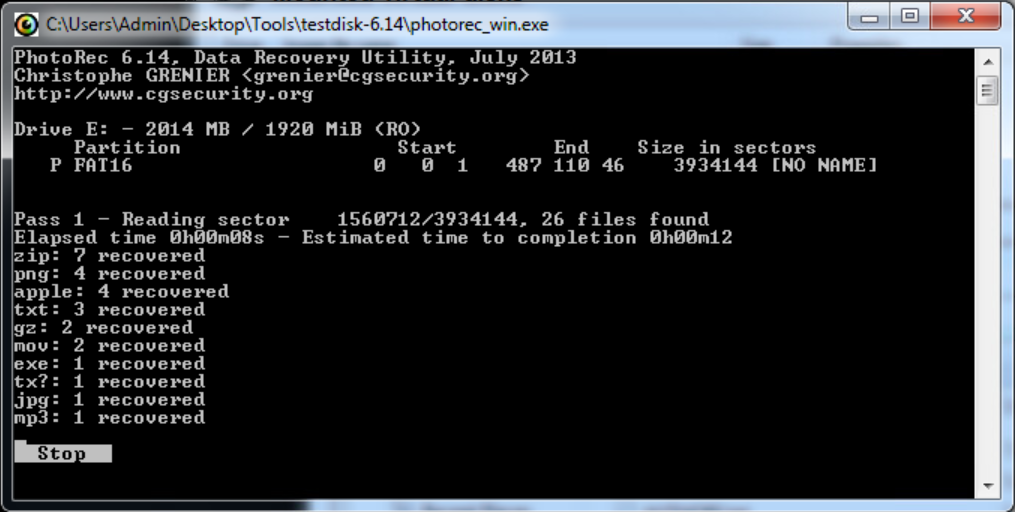 C:\Users\Admin\Desktop\Tools\testdisk-6.14\photorec_win.exe
PhotoRec 6.14, Data Recovery Utility, July 2013
Christophe GRENIER <grenier@cgsecurity.org>
http://www.cgsecurity.org
Drive E: - 2014 MB / 1920 MiB (RO)
Partition Start End Size in sectors
P FAT16 0 0 1 487 110 46 3934144 [NO NAME]
Pass 1 - Reading sector 1560712/3934144, 26 files found
Elapsed time 0h00m08s - Estimated time to completion 0h00m12
zip: 7 recovered
png: 4 recovered
apple: 4 recovered
txt: 3 recovered
gz: 2 recovered
mov: 2 recovered
exe: 1 recovered
tx?: 1 recovered
jpg: 1 recovered
mp3: 1 recovered
Stop